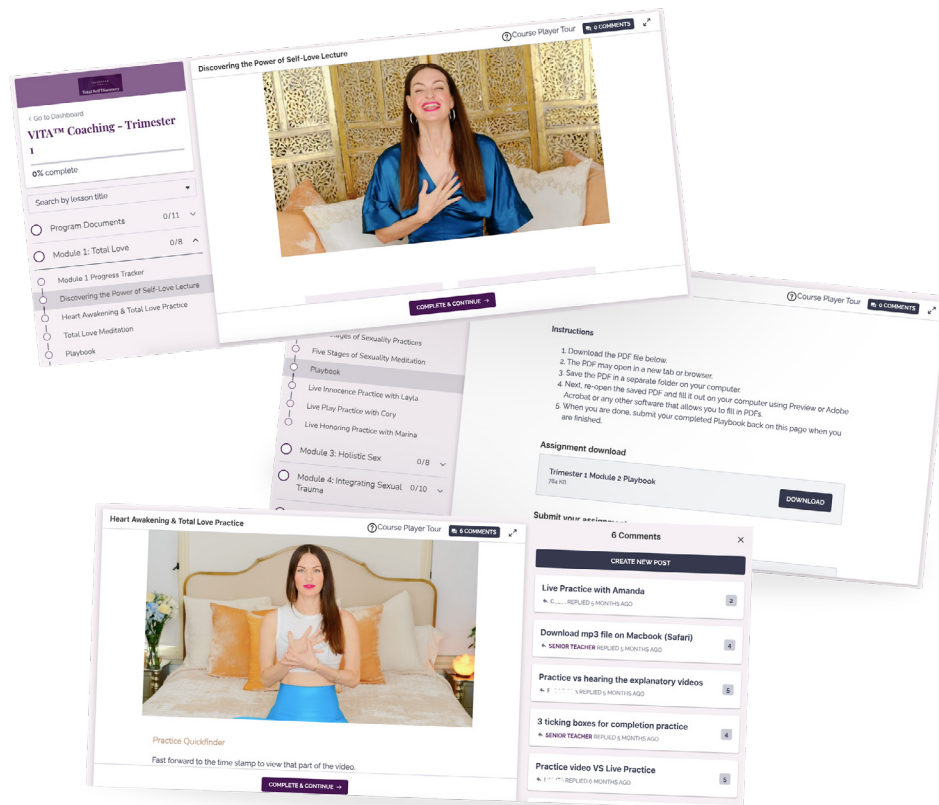 Total Self Discovery
< Go to Dashboard
VITA™ Coaching - Trimester
1
0% complete
Search by lesson title
Program Documents 0/11
Module 1: Total Love 0/8
Module 1 Progress Tracker
Discovering the Power of Self-Love Lecture
Heart Awakening & Total Love Practice
Total Love Meditation
Playbook
Discovering the Power of Self-Love Lecture
?Course Player Tour
0 COMMENTS
COMPLETE & CONTINUE →
Stages of Sexuality Practices
Five Stages of Sexuality Meditation
Playbook
Live Innocence Practice with Layla
Live Play Practice with Cory
Live Honoring Practice with Marina
Module 3: Holistic Sex 0/8
Module 4: Integrating Sexual 0/10
Trauma
?Course Player Tour
0 COMMENTS
Instructions
1. Download the PDF file below.
2. The PDF may open in a new tab or browser.
3. Save the PDF in a separate folder on your computer.
4. Next, re-open the saved PDF and fill it out on your computer using Preview or Adobe
Acrobat or any other software that allows you to fill in PDFs.
5. When you are done, submit your completed Playbook back on this page when you
are finished.
Assignment download
Trimester 1 Module 2 Playbook
784 KB
DOWNLOAD
Submit your assignment
Heart Awakening & Total Love Practice
?Course Player Tour
6 COMMENTS
Practice Quickfinder
Fast forward to the time stamp to view that part of the video.
COMPLETE & CONTINUE →
6 Comments
CREATE NEW POST
Live Practice with Amanda
REPLIED 5 MONTHS AGO
2
Download mp3 file on Macbook (Safari)
SENIOR TEACHER REPLIED 5 MONTHS AGO
4
Practice vs hearing the explanatory videos
REPLIED 5 MONTHS AGO
5
3 ticking boxes for completion practice
SENIOR TEACHER REPLIED 5 MONTHS AGO
4
Practice video VS Live Practice
REPLIED 6 MONTHS AGO
5